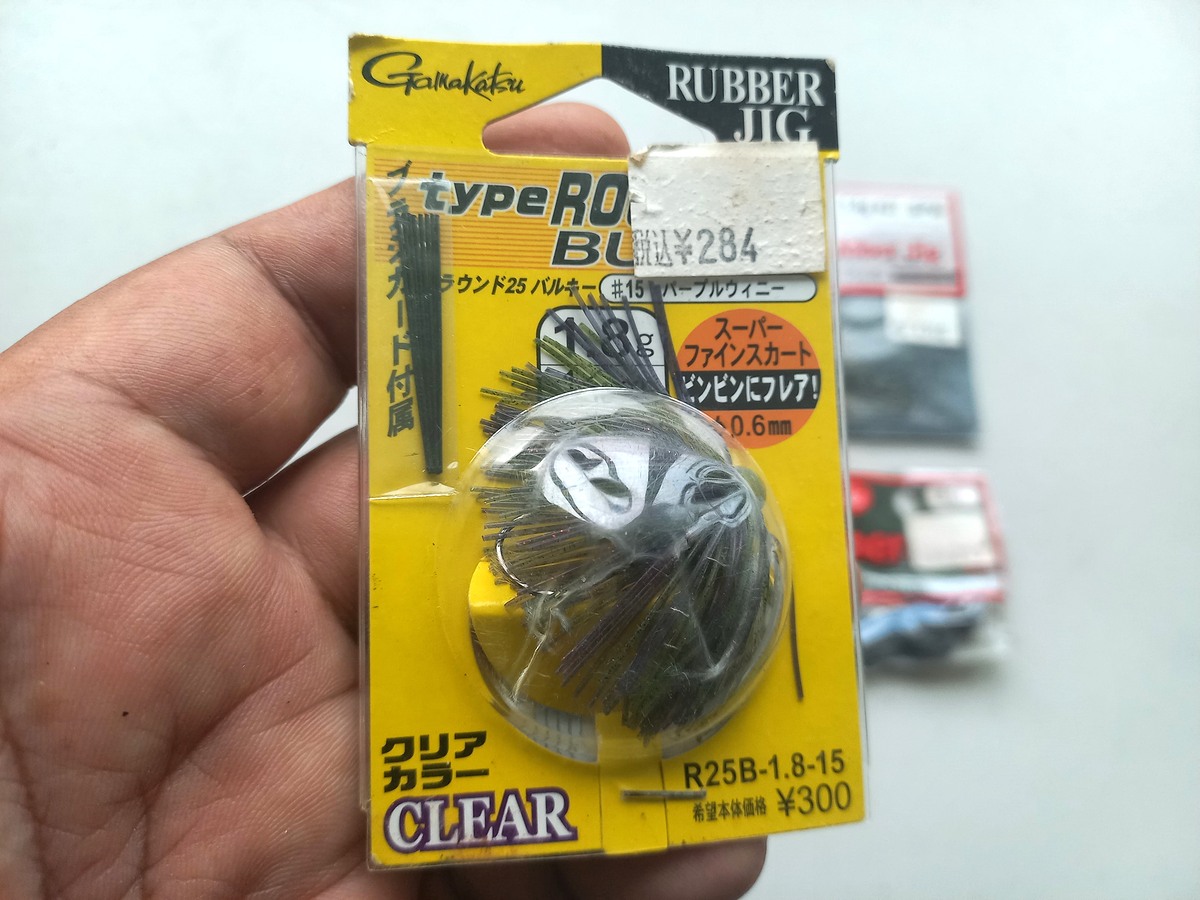 Gamakatsu
RUBBER
JIG
type
税込¥284
ラウンド25 バルキー
#15 パープルウィニー
1.8g
スーパー
ファインスカート
ビンビンにフレア!
0.6mm
カード付属
クリア
カラー
CLEAR
R25B-1.8-15
希望本体価格 ¥300